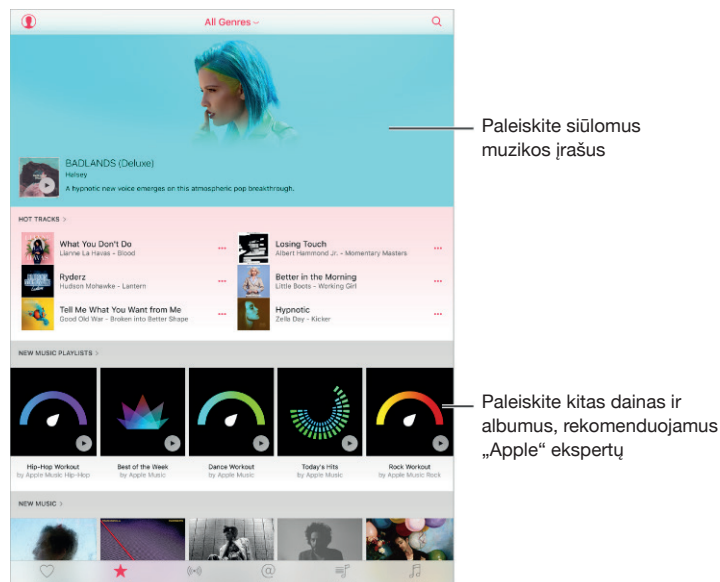 All Genres
Paleiskite siūlomus
muzikos įrašus
BADLANDS (Deluxe)
Halsey
A hypnotic new voice emerges on this atmospheric pop breakthrough.
HOT TRACKS >
What You Don't Do
Lianne La Havas - Blood
Losing Touch
Albert Hammond Jr. - Momentary Masters
Ryderz
Hudson Mohawke - Lantern
Better in the Morning
Little Boots - Working Girl
Tell Me What You Want from Me
Good Old War - Broken into Better Shape
Hypnotic
Zella Day - Kicker
NEW MUSIC PLAYLISTS >
Paleiskite kitas dainas ir
albumus, rekomenduojamus
„Apple“ ekspertų
Hip-Hop Workout
by Apple Music Hip-Hop
Best of the Week
by Apple Music
Dance Workout
by Apple Music
Today's Hits
by Apple Music
Rock Workout
by Apple Music Rock
NEW MUSIC >